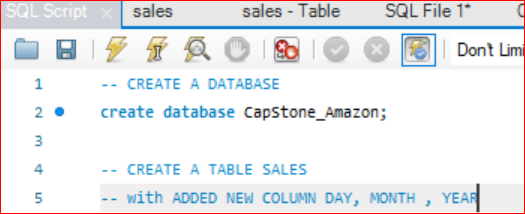 SQL Script sales sales - Table SQL File 1*
Don't Limi
1 -- CREATE A DATABASE
2 create database CapStone_Amazon;
3
4 -- CREATE A TABLE SALES
5 -- with ADDED NEW COLUMN DAY, MONTH , YEAR